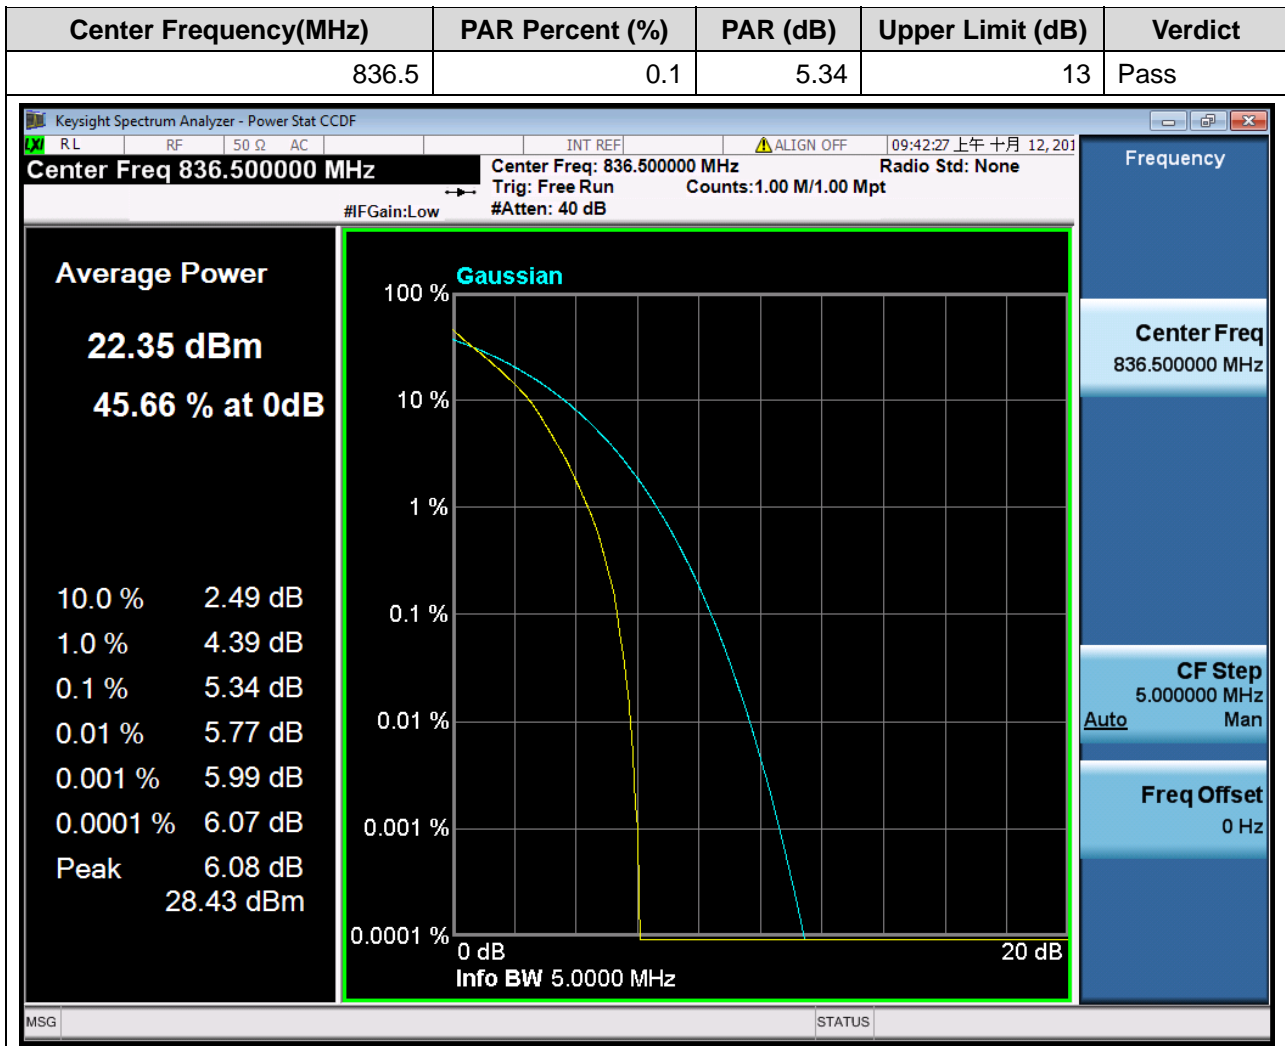 Center Frequency(MHz) PAR Percent (%) PAR (dB) Upper Limit (dB) Verdict
836.5 0.1 5.34 13 Pass
Keysight Spectrum Analyzer - Power Stat CCDF
LXI RL RF 50 Ω AC INT REF ALIGN OFF 09:42:27 上午 十月 12, 201
Center Freq 836.500000 MHz
Center Freq: 836.500000 MHz Radio Std: None
Trig: Free Run Counts:1.00 M/1.00 Mpt
#IFGain:Low #Atten: 40 dB
Average Power
22.35 dBm
45.66 % at 0dB
10.0 % 2.49 dB
1.0 % 4.39 dB
0.1 % 5.34 dB
0.01 % 5.77 dB
0.001 % 5.99 dB
0.0001 % 6.07 dB
Peak 6.08 dB
28.43 dBm
Gaussian
100 %
10 %
1 %
0.1 %
0.01 %
0.001 %
0.0001 %
0 dB 20 dB
Info BW 5.0000 MHz
Frequency
Center Freq
836.500000 MHz
CF Step
5.000000 MHz
Auto Man
Freq Offset
0 Hz
MSG STATUS